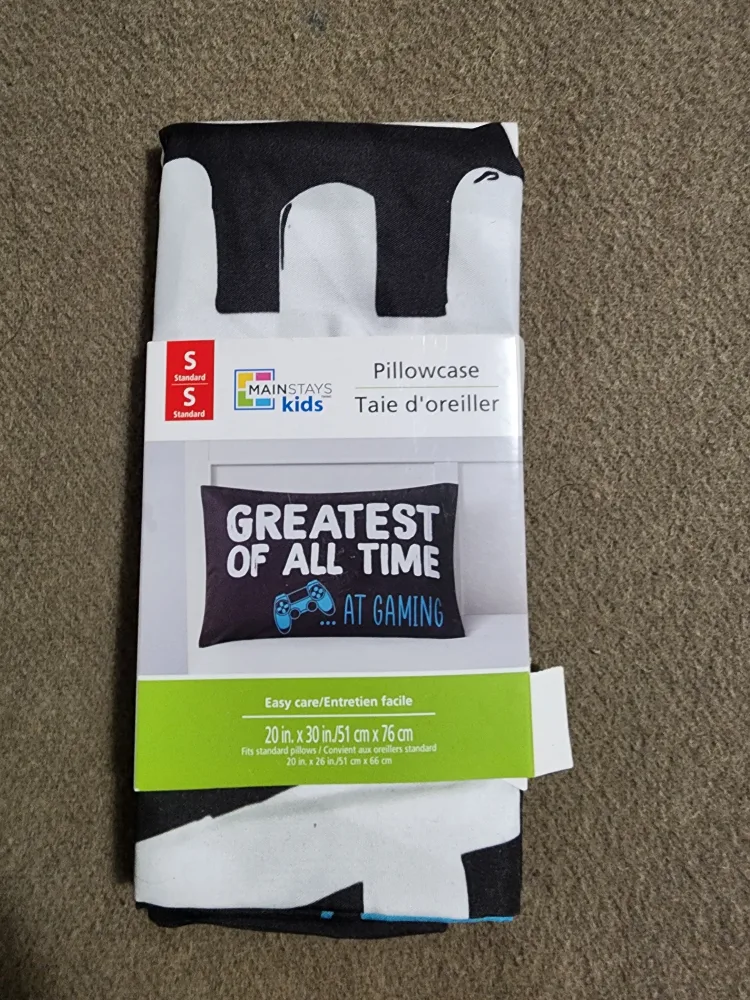 S
Standard
S
Standard
MAINSTAYS
kids
Pillowcase
Taie d'oreiller
GREATEST
OF ALL TIME
... AT GAMING
Easy care/Entretien facile
20 in. x 30 in./51 cm x 76 cm
Fits standard pillows / Convient aux oreillers standard
20 in. x 26 in./51 cm x 66 cm